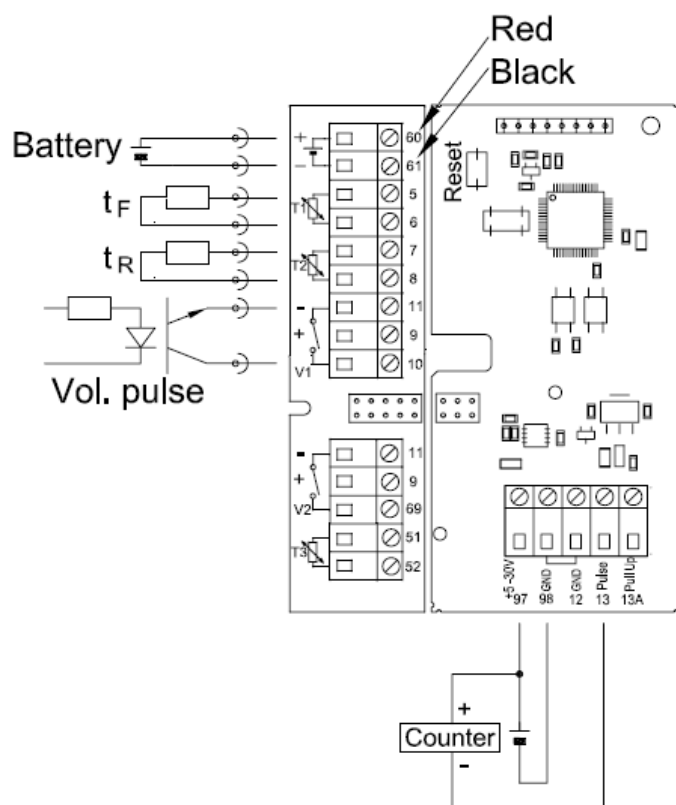 Red
Black
Battery
+
60
-
61
tF
T1
5
6
tR
T2
7
8
-
11
+
9
V1
10
Vol. pulse
Reset
-
11
+
9
V2
69
T3
51
52
+5 -30V
GND
GND
Pulse
Pull Up
97
98
12
13
13A
+
Counter
-